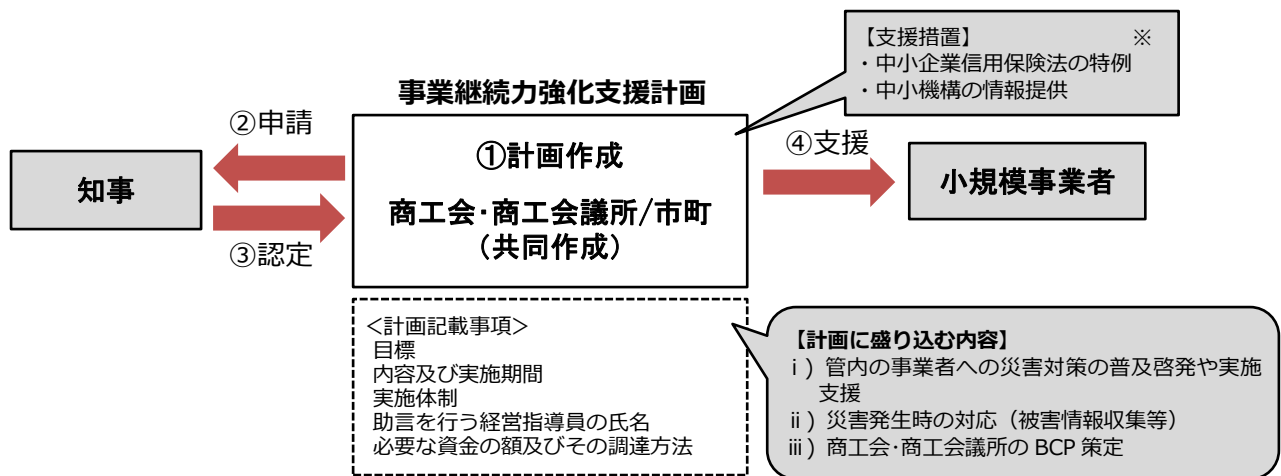 【支援措置】 ※
・中小企業信用保険法の特例
・中小機構の情報提供
事業継続力強化支援計画
②申請
知事
③認定
①計画作成
商工会・商工会議所/市町
（共同作成）
④支援
小規模事業者
＜計画記載事項＞
目標
内容及び実施期間
実施体制
助言を行う経営指導員の氏名
必要な資金の額及びその調達方法
【計画に盛り込む内容】
ⅰ）管内の事業者への災害対策の普及啓発や実施
支援
ⅱ）災害発生時の対応（被害情報収集等）
ⅲ）商工会・商工会議所の BCP 策定